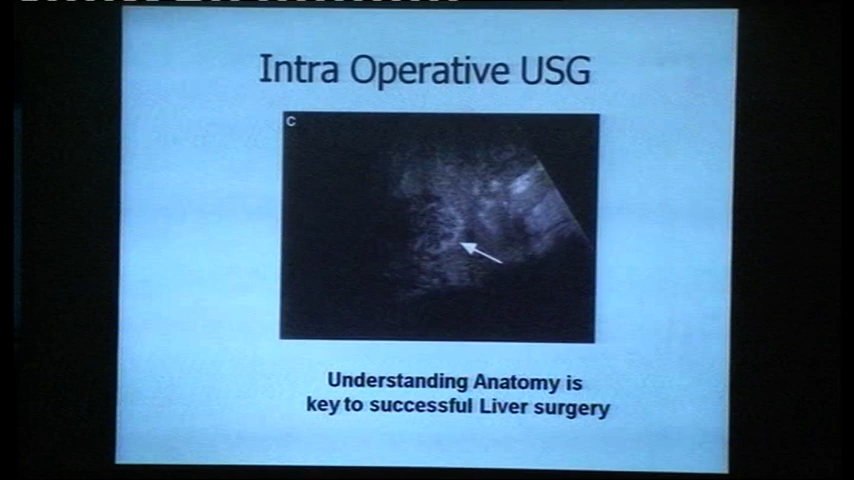 Intra Operative USG
C
Understanding Anatomy is
key to successful Liver surgery